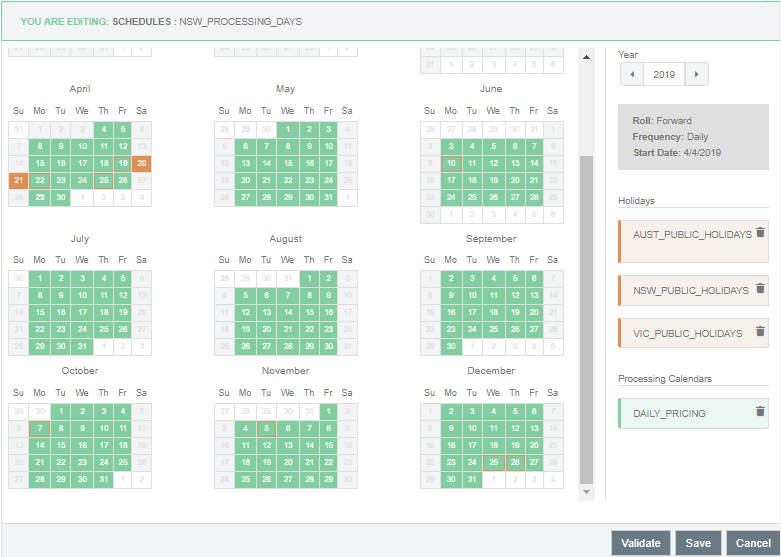 YOU ARE EDITING: SCHEDULES : NSW_PROCESSING_DAYS
31 1 2 3 4 5 6
April
Su Mo Tu We Th Fr Sa
31 1 2 3 4 5 6
7 8 9 10 11 12 13
14 15 16 17 18 19 20
21 22 23 24 25 26 27
28 29 30 1 2 3 4
May
Su Mo Tu We Th Fr Sa
28 29 30 1 2 3 4
5 6 7 8 9 10 11
12 13 14 15 16 17 18
19 20 21 22 23 24 25
26 27 28 29 30 31 1
June
Su Mo Tu We Th Fr Sa
26 27 28 29 30 31 1
2 3 4 5 6 7 8
9 10 11 12 13 14 15
16 17 18 19 20 21 22
23 24 25 26 27 28 29
30 1 2 3 4 5 6
July
Su Mo Tu We Th Fr Sa
30 1 2 3 4 5 6
7 8 9 10 11 12 13
14 15 16 17 18 19 20
21 22 23 24 25 26 27
28 29 30 31 1 2 3
August
Su Mo Tu We Th Fr Sa
28 29 30 31 1 2 3
4 5 6 7 8 9 10
11 12 13 14 15 16 17
18 19 20 21 22 23 24
25 26 27 28 29 30 31
September
Su Mo Tu We Th Fr Sa
1 2 3 4 5 6 7
8 9 10 11 12 13 14
15 16 17 18 19 20 21
22 23 24 25 26 27 28
29 30 1 2 3 4 5
October
Su Mo Tu We Th Fr Sa
29 30 1 2 3 4 5
6 7 8 9 10 11 12
13 14 15 16 17 18 19
20 21 22 23 24 25 26
27 28 29 30 31 1 2
November
Su Mo Tu We Th Fr Sa
27 28 29 30 31 1 2
3 4 5 6 7 8 9
10 11 12 13 14 15 16
17 18 19 20 21 22 23
24 25 26 27 28 29 30
December
Su Mo Tu We Th Fr Sa
1 2 3 4 5 6 7
8 9 10 11 12 13 14
15 16 17 18 19 20 21
22 23 24 25 26 27 28
29 30 31 1 2 3 4
Year
2019
Roll: Forward
Frequency: Daily
Start Date: 4/4/2019
Holidays
AUST_PUBLIC_HOLIDAYS
NSW_PUBLIC_HOLIDAYS
VIC_PUBLIC_HOLIDAYS
Processing Calendars
DAILY_PRICING
Validate Save Cancel